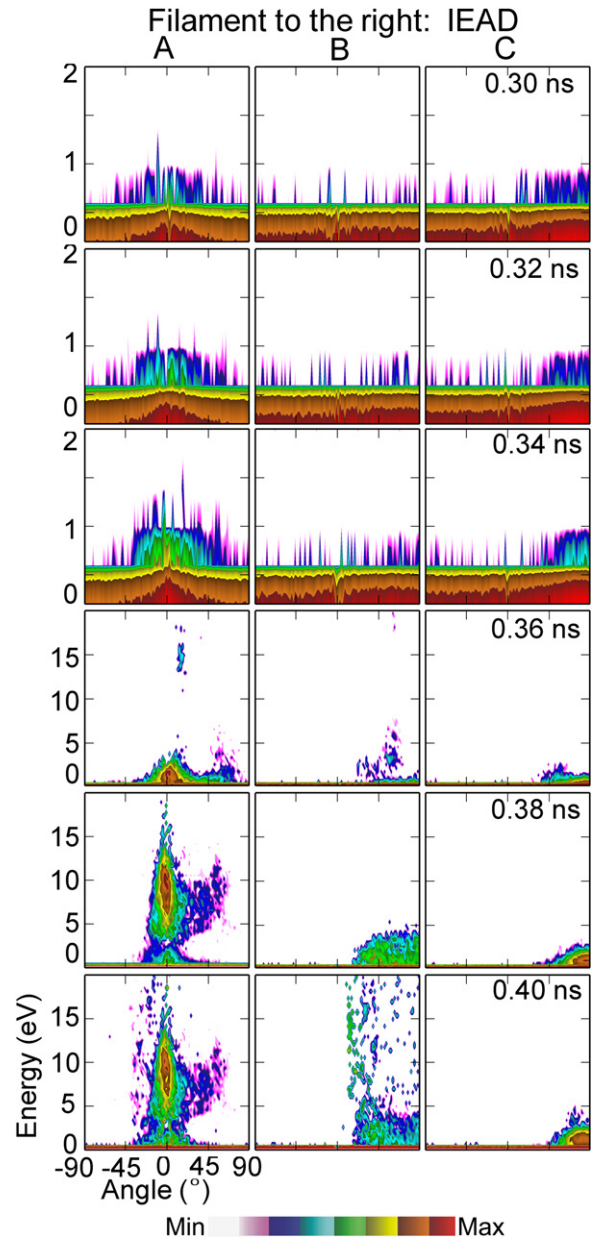 Filament to the right: IEAD
A B C
2 0.30 ns
1
0
2 0.32 ns
1
0
2 0.34 ns
1
0
0.36 ns
15
10
5
0
0.38 ns
15
10
5
0
0.40 ns
15
10
5
0
Energy (eV)
-90 -45 0 45 90
Angle (°)
Min Max